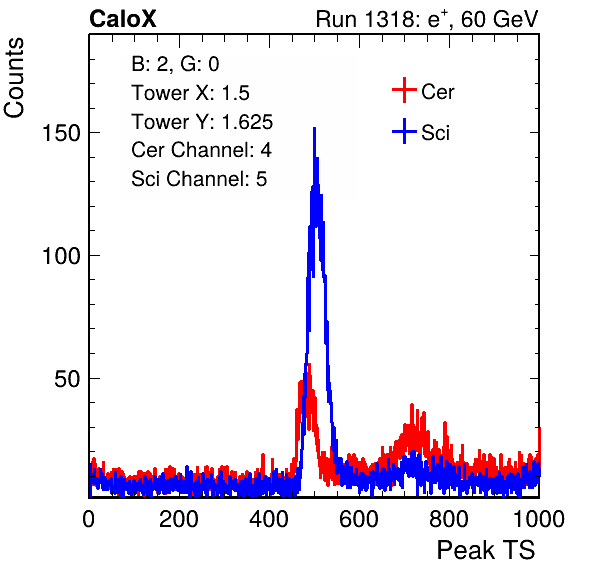 CaloX Run 1318: e⁺, 60 GeV
Counts
B: 2, G: 0
Tower X: 1.5
Tower Y: 1.625
Cer Channel: 4
Sci Channel: 5
Cer
Sci
150
100
50
0 200 400 600 800 1000
Peak TS